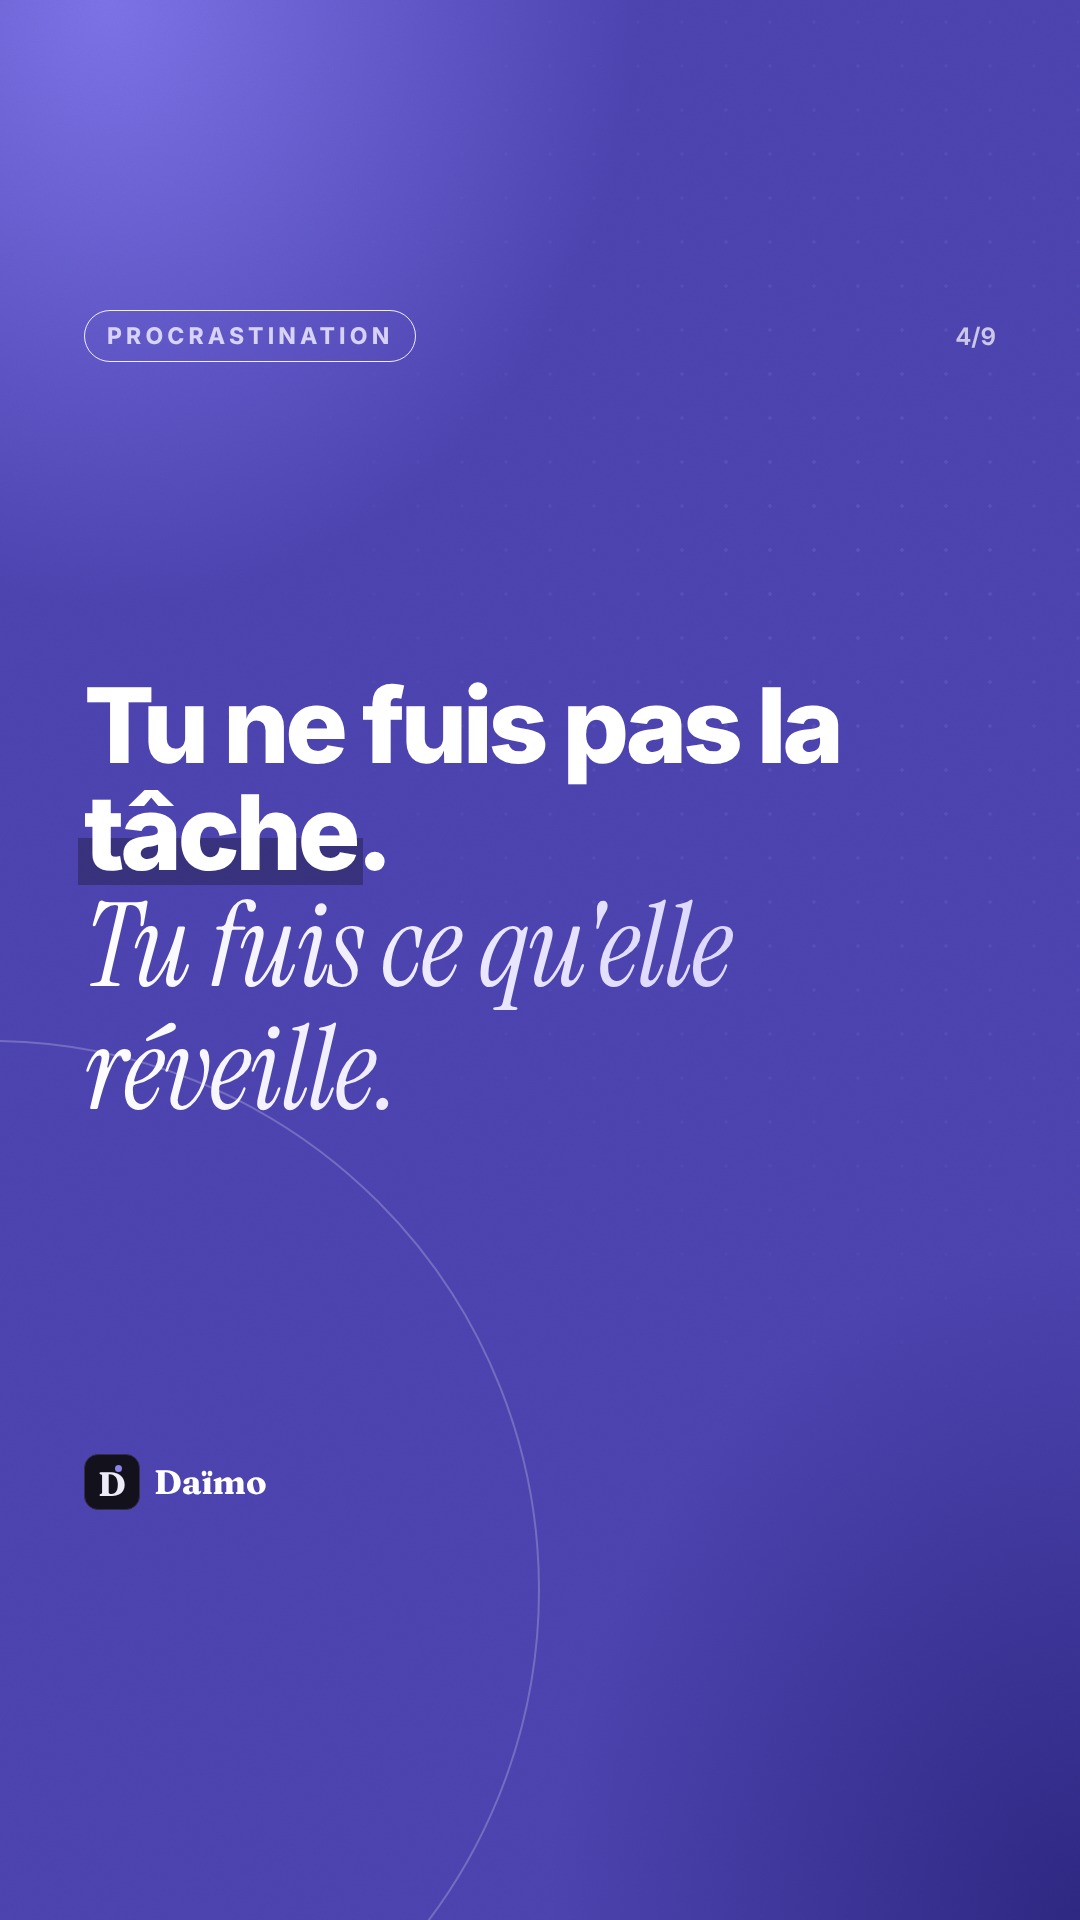 PROCRASTINATION
4/9
Tu ne fuis pas la
tâche.
Tu fuis ce qu'elle
réveille.
D
Daïmo